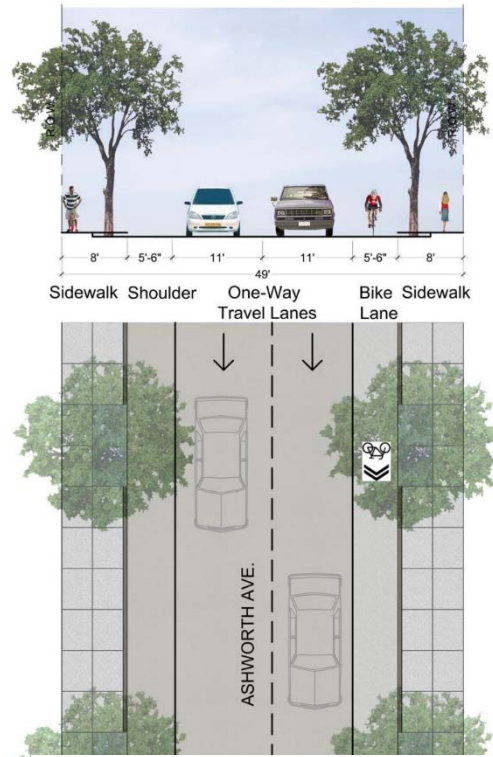 R.O.W.
R.O.W.
8' 5'-6" 11' 11' 5'-6" 8'
49'
Sidewalk Shoulder One-Way Bike Sidewalk
Travel Lanes Lane
ASHWORTH AVE.